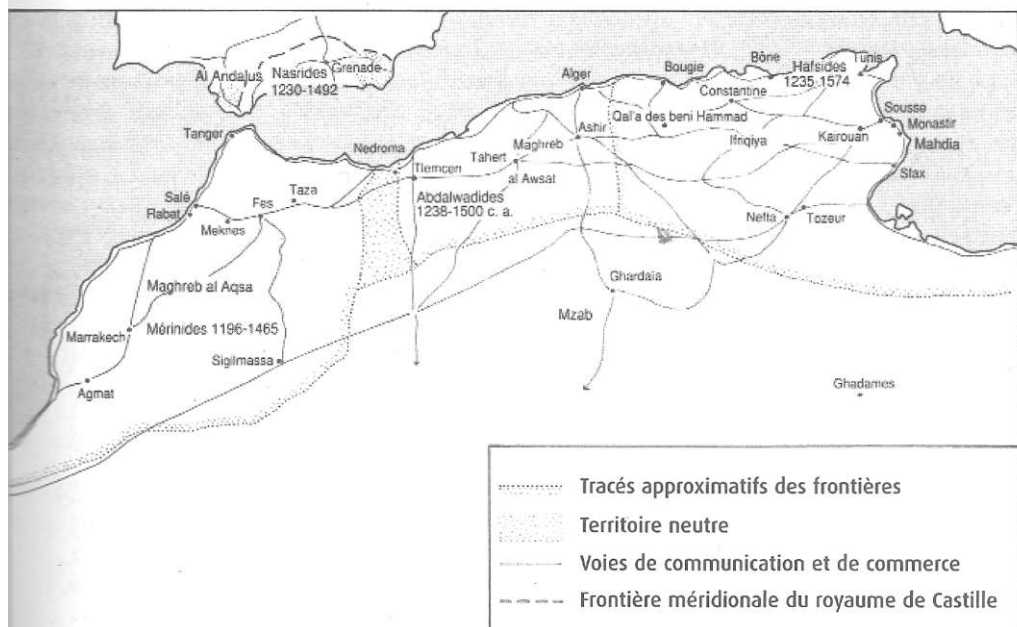 Al Andalus
Nasrides
1230-1492
Grenade
Alger
Bougie
Bône
Hafsides
1235-1574
Tunis
Constantine
Sousse
Monastir
Qal'a des beni Hammad
Tanger
Ashir
Kairouan
Mahdia
Nedroma
Maghreb
Ifriqiya
Tlemcen
Tahert
al Awsat
Sfax
Taza
Abdalwadides
1238-1500 c. a.
Salé
Fes
Rabat
Meknes
Nefta
Tozeur
Maghreb al Aqsa
Ghardaïa
Mzab
Marrakech
Mérinides 1196-1465
Sigilmassa
Agmat
Ghadames
Tracés approximatifs des frontières
Territoire neutre
Voies de communication et de commerce
Frontière méridionale du royaume de Castille